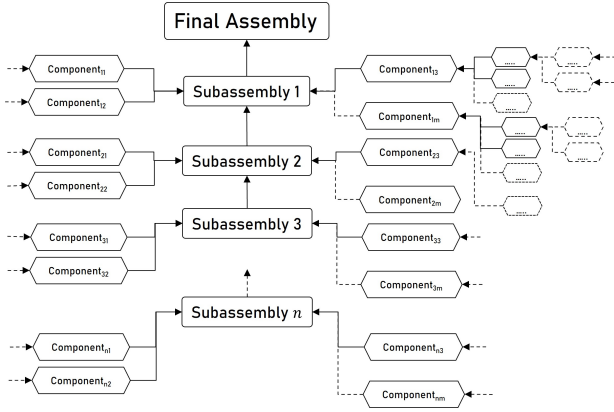 Final Assembly
Component₁₁
Component₁₂
Subassembly 1
Component₁₃
Component₁ₘ
.....
.....
.....
.....
.....
Component₂₁
Component₂₂
Subassembly 2
Component₂₃
Component₂ₘ
.....
.....
.....
.....
.....
.....
Component₃₁
Component₃₂
Subassembly 3
Component₃₃
Component₃ₘ
Subassembly n
Componentₙ₁
Componentₙ₂
Componentₙ₃
Componentₙₘ